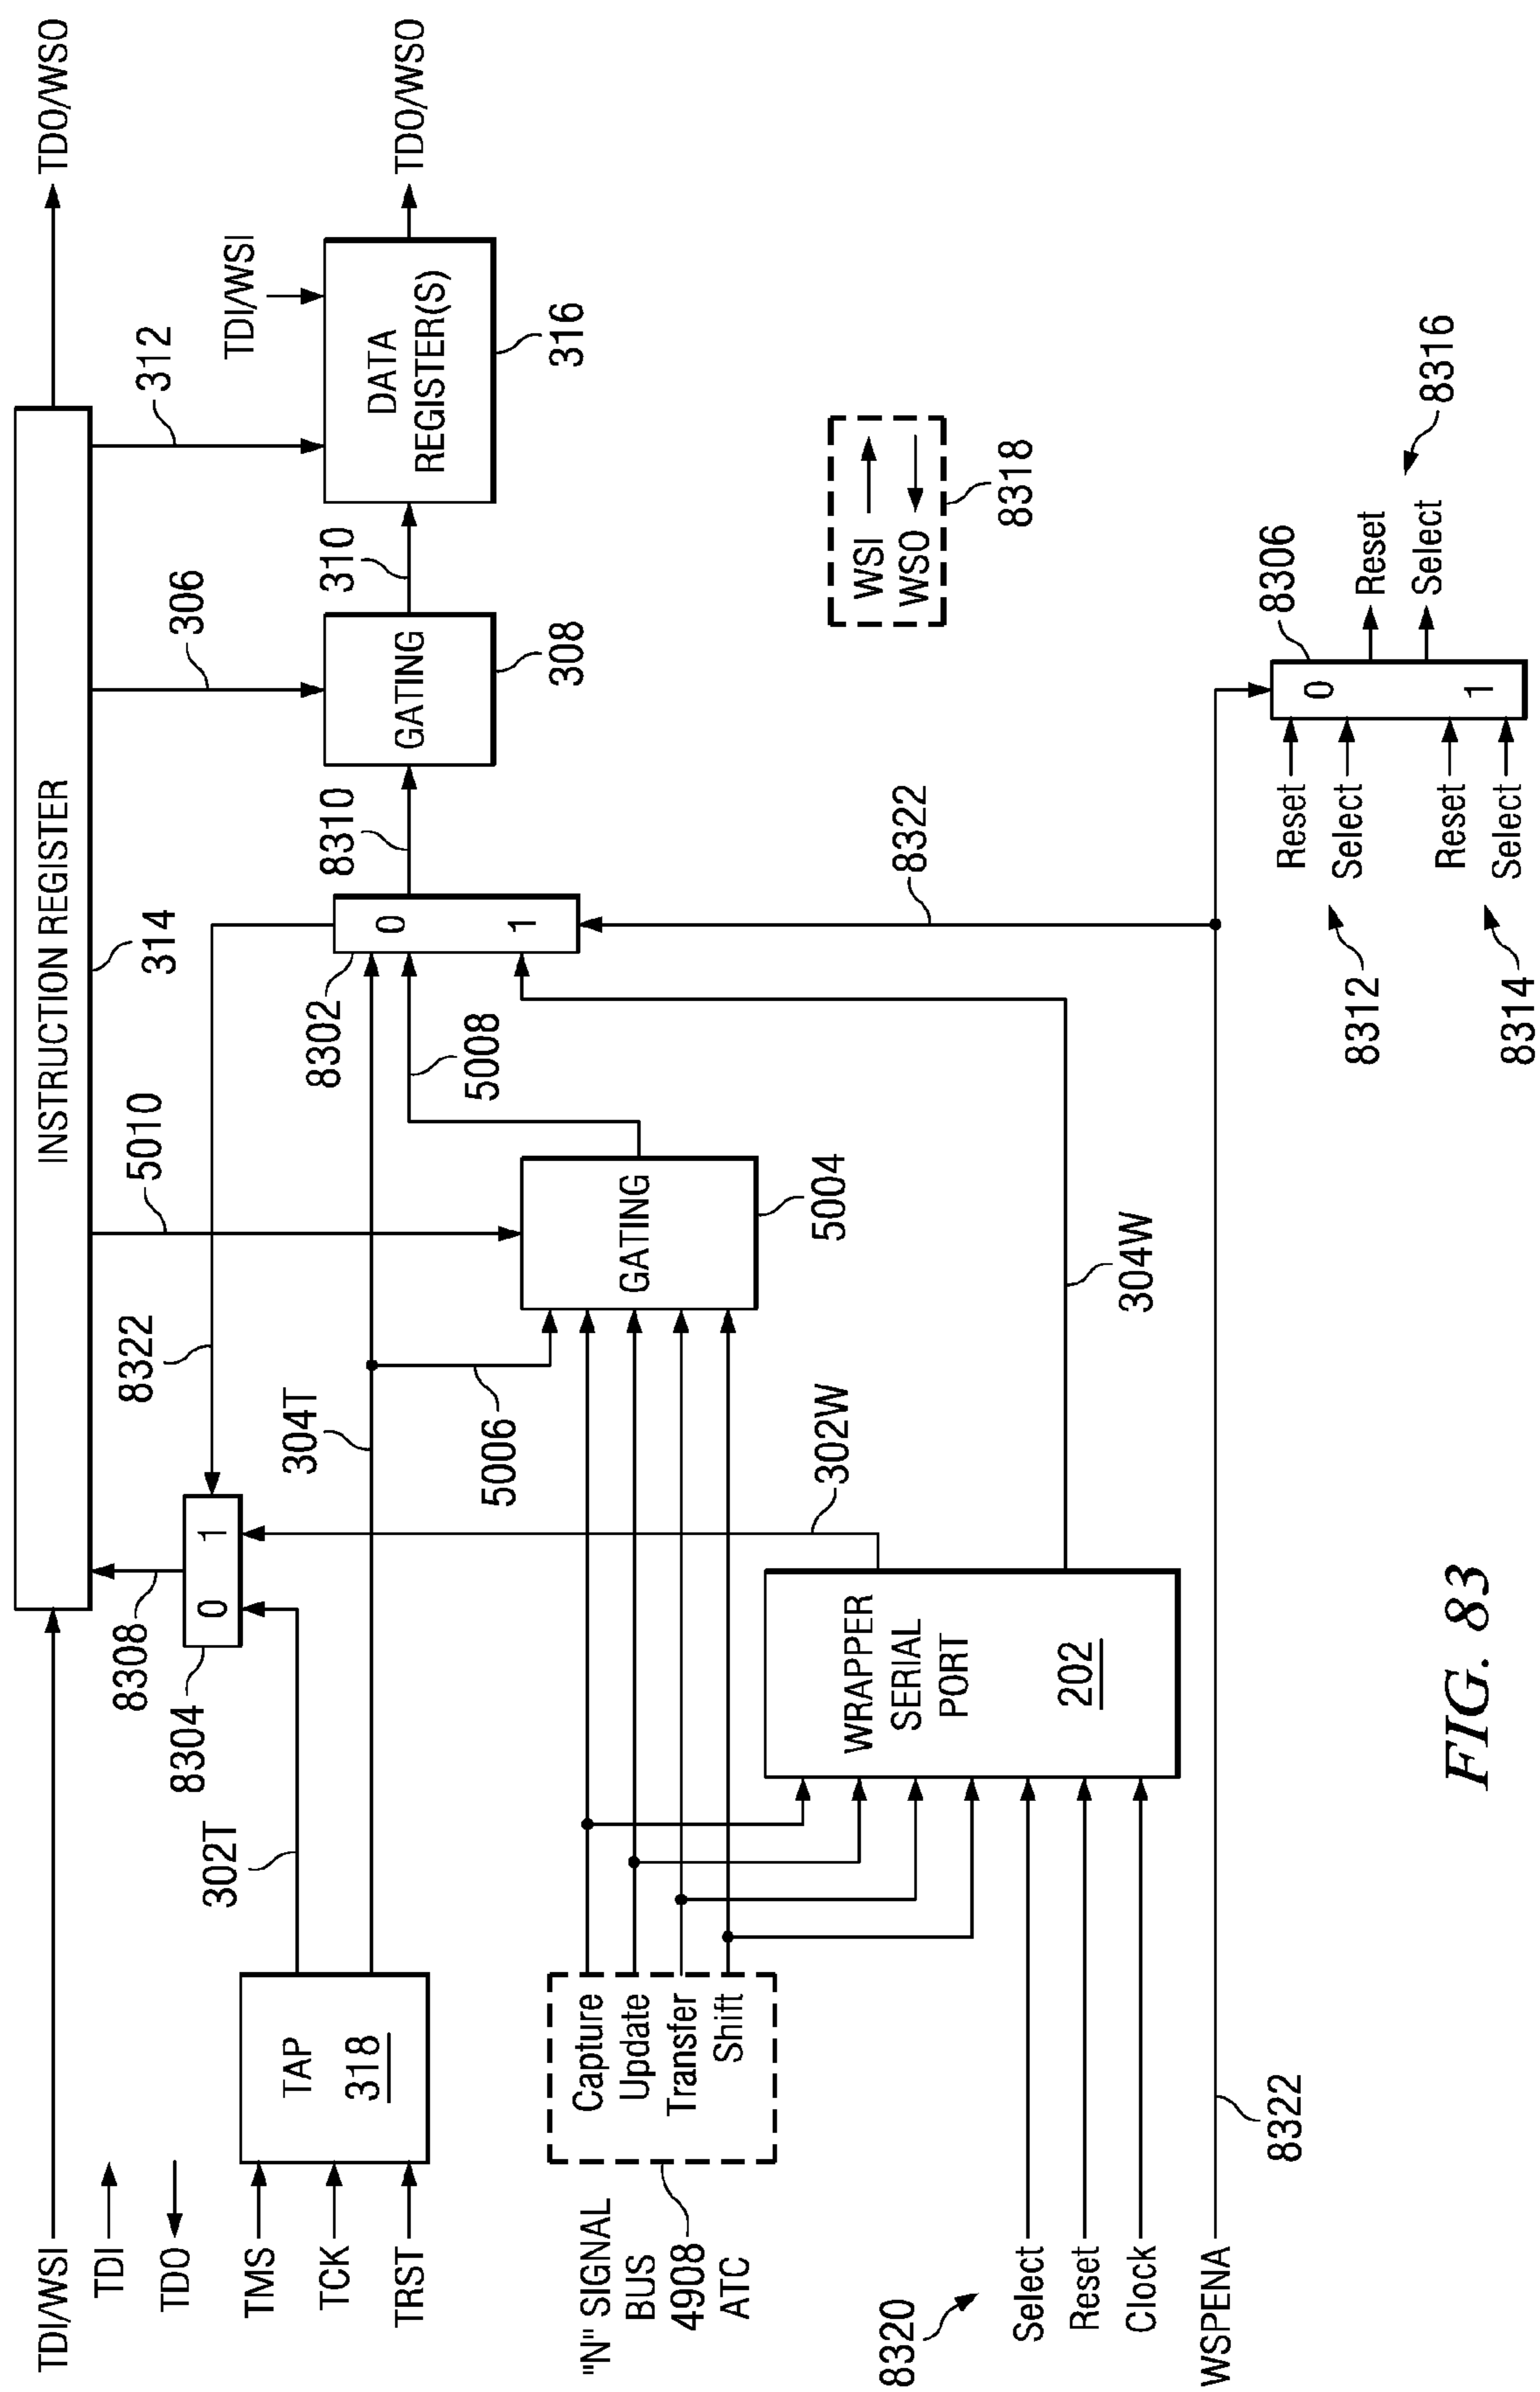 TDI/WSI
TDI
TDO
TMS
TCK
TRST
TAP
318
302T
8304
8308
0
1
8322
INSTRUCTION REGISTER
314
TDO/WSO
304T
5010
5006
"N" SIGNAL
BUS
4908
ATC
Capture
Update
Transfer
Shift
GATING
5004
5008
8302
0
1
8310
GATING
308
306
310
312
TDI/WSI
DATA
REGISTER(S)
316
TDO/WSO
8320
Select
Reset
Clock
WRAPPER
SERIAL
PORT
202
302W
304W
WSPENA
8322
8322
WSI
WSO
8318
8312
Reset
Select
8314
Reset
Select
0
1
8306
Reset
Select
8316
FIG. 83